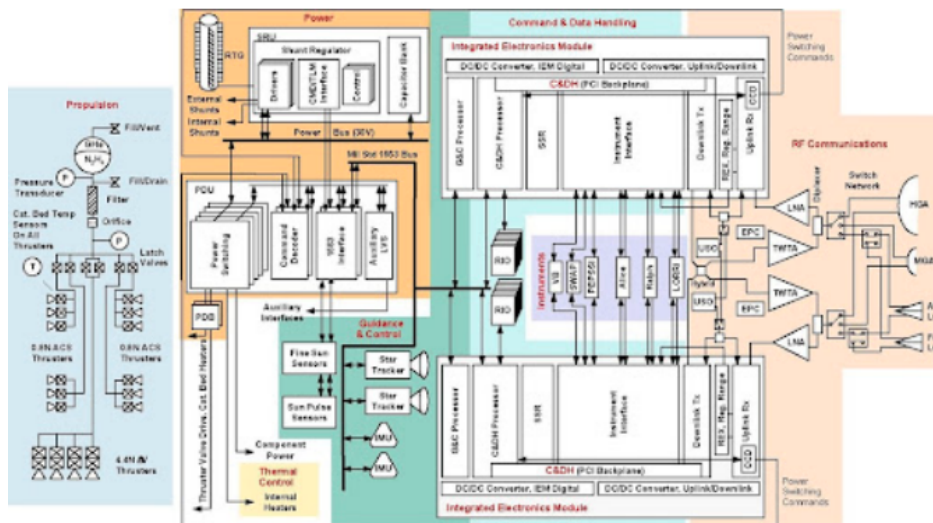 Power
Command & Data Handling
SRU
Shunt Regulator
Integrated Electronics Module
Power
Switching
Commands
RTG
DC/DC Converter, IEM Digital
DC/DC Converter, Uplink/Downlink
Drivers
CMD/TLM
Interface
Control
Capacitor Bank
C&DH (PCI Backplane)
CCD
Propulsion
External
Shunts
Internal
Shunts
G&C Processor
C&DH Processor
SSR
Instrument
Interface
Downlink Tx
REX, Reg, Range
Uplink Rx
Fill/Vent
GHe
N₂H₄
Power Bus (30V)
Mil Std 1553 Bus
RF Communications
Pressure
Transducer
P
Fill/Drain
Filter
Orifice
PDU
Diplexer
Switch
Network
LNA
HGA
Cat. Bed Temp
Sensors
On All
Thrusters
P
Latch
Valves
T
Power
Switching
Command
Decoder
1553
Interface
Auxiliary
RIO
USO
EPC
TWTA
MGA
Instruments
SWAP
PEPSSI
Alice
Ralph
LORRI
Hybrid
RIO
USO
EPC
TWTA
PDB
Auxiliary
Interfaces
Guidance
& Control
LNA
0.8N ACS
Thrusters
0.8N ACS
Thrusters
Fine Sun
Sensors
Star
Tracker
Sun Pulse
Sensors
Star
Tracker
IMU
IMU
G&C Processor
C&DH Processor
SSR
Instrument
Interface
Downlink Tx
REX, Reg, Range
Uplink Rx
CCD
Thruster Valve Drive, Cat. Bed Heaters
Component
Power
4.4N ΔV
Thrusters
Thermal
Control
Internal
Heaters
C&DH (PCI Backplane)
DC/DC Converter, IEM Digital
DC/DC Converter, Uplink/Downlink
Integrated Electronics Module
Power
Switching
Commands